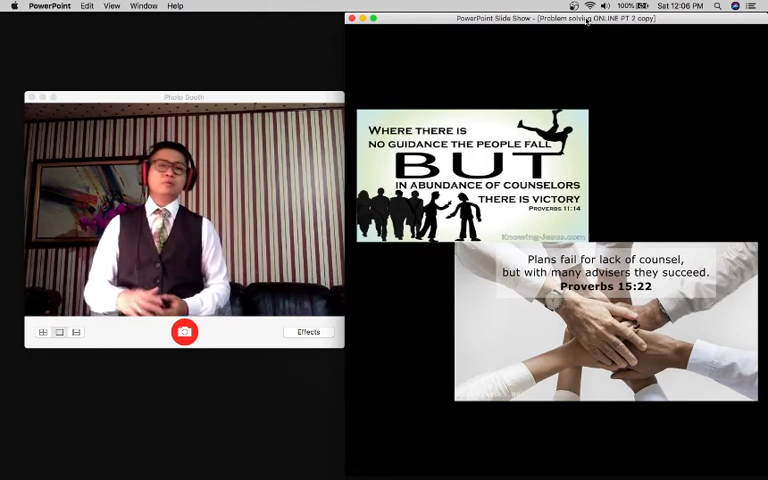 PowerPoint Edit View Window Help
100% Sat 12:06 PM
PowerPoint Slide Show - [Problem solving ONLINE PT 2 copy]
Photo Booth
WHERE THERE IS
NO GUIDANCE THE PEOPLE FALL
BUT
IN ABUNDANCE OF COUNSELORS
THERE IS VICTORY
PROVERBS 11:14
Knowing-Jesus.com
Plans fail for lack of counsel,
but with many advisers they succeed.
Proverbs 15:22
Effects